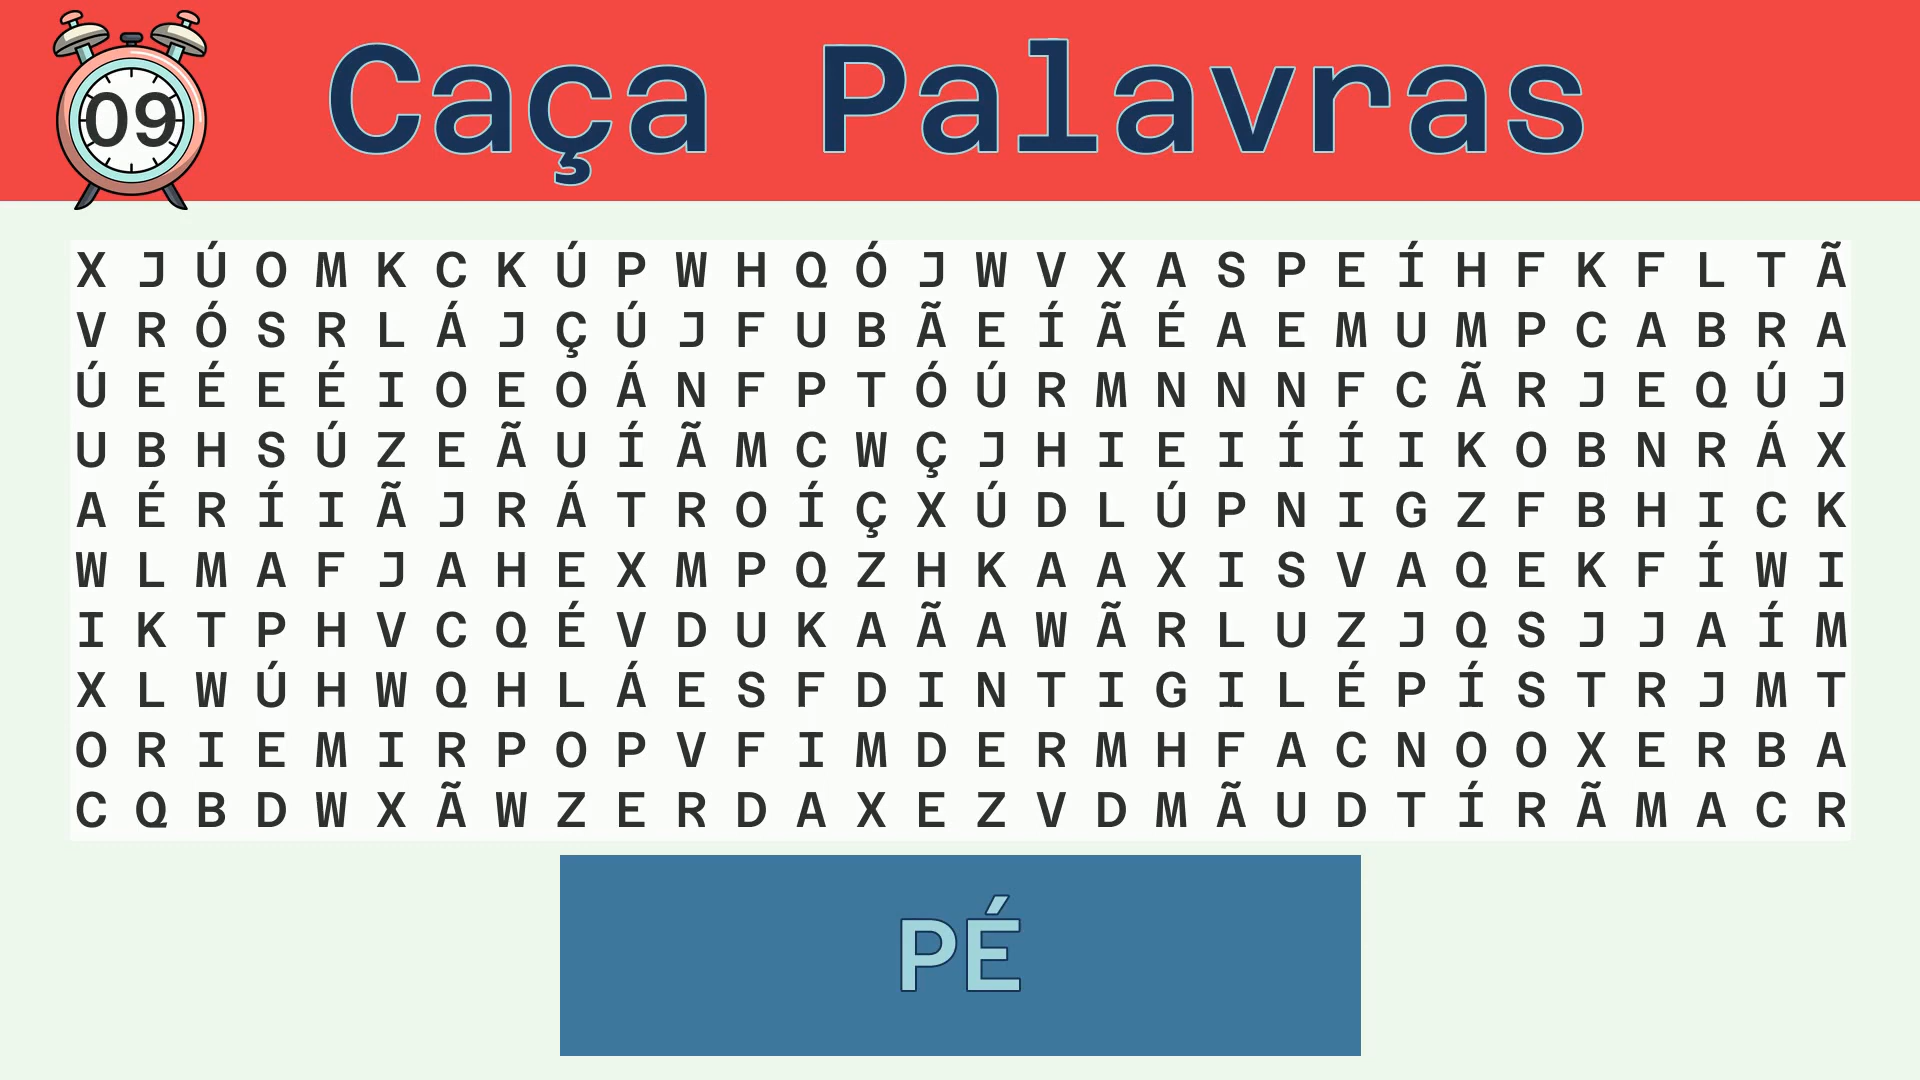 09
Caça Palavras
X J Ú O M K C K Ú P W H Q Ó J W V X A S P E Í H F K F L T Ã
V R Ó S R L Á J Ç Ú J F U B Ã E Í Ã É A E M U M P C A B R A
Ú E É E É I O E O Á N F P T Ó Ú R M N N N F C Ã R J E Q Ú J
U B H S Ú Z E Ã U Í Ã M C W Ç J H I E I Í Í I K O B N R Á X
A É R Í I Ã J R Á T R O Í Ç X Ú D L Ú P N I G Z F B H I C K
W L M A F J A H E X M P Q Z H K A A X I S V A Q E K F Í W I
I K T P H V C Q É V D U K A Ã A W Ã R L U Z J Q S J J A Í M
X L W Ú H W Q H L Á E S F D I N T I G I L É P Í S T R J M T
O R I E M I R P O P V F I M D E R M H F A C N O O X E R B A
C Q B D W X Ã W Z E R D A X E Z V D M Ã U D T Í R Ã M A C R
PÉ